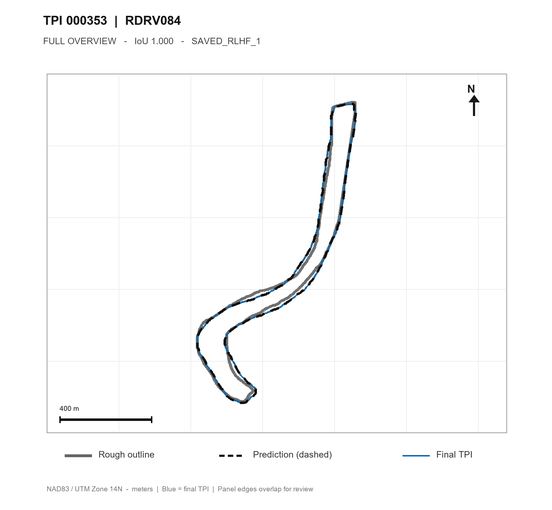 TPI 000353 | RDRV084
FULL OVERVIEW - IoU 1.000 - SAVED_RLHF_1
N
400 m
Rough outline
Prediction (dashed)
Final TPI
NAD83 / UTM Zone 14N - meters | Blue = final TPI | Panel edges overlap for review